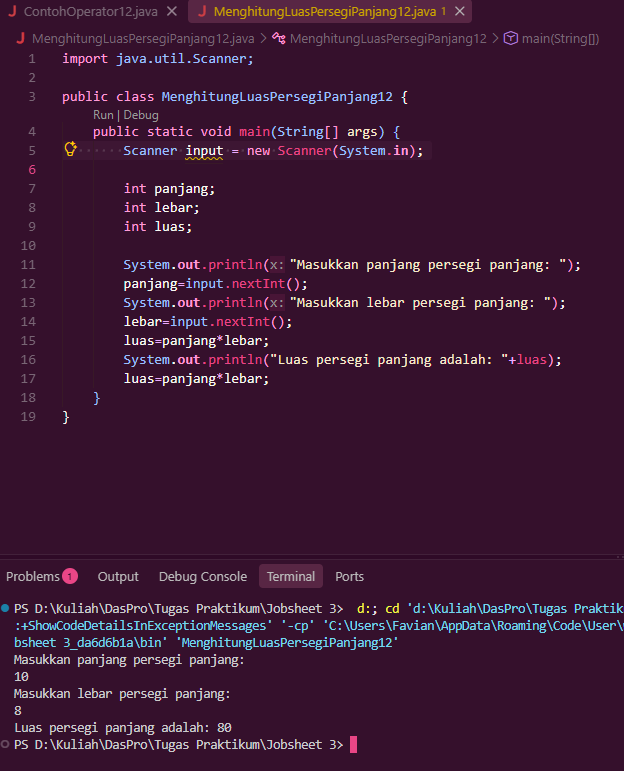 ContohOperator12.java MenghitungLuasPersegiPanjang12.java 1
MenghitungLuasPersegiPanjang12.java > MenghitungLuasPersegiPanjang12 > main(String[])
1 import java.util.Scanner;
2
3 public class MenghitungLuasPersegiPanjang12 {
Run | Debug
4 public static void main(String[] args) {
5 Scanner input = new Scanner(System.in);
6
7 int panjang;
8 int lebar;
9 int luas;
10
11 System.out.println(x: "Masukkan panjang persegi panjang: ");
12 panjang=input.nextInt();
13 System.out.println(x: "Masukkan lebar persegi panjang: ");
14 lebar=input.nextInt();
15 luas=panjang*lebar;
16 System.out.println("Luas persegi panjang adalah: "+luas);
17 luas=panjang*lebar;
18 }
19 }
Problems 1 Output Debug Console Terminal Ports
PS D:\Kuliah\DasPro\Tugas Praktikum\Jobsheet 3> d:; cd 'd:\Kuliah\DasPro\Tugas Praktik
:+ShowCodeDetailsInExceptionMessages' '-cp' 'C:\Users\Favian\AppData\Roaming\Code\User\
bsheet 3_da6d6b1a\bin' 'MenghitungLuasPersegiPanjang12'
Masukkan panjang persegi panjang:
10
Masukkan lebar persegi panjang:
8
Luas persegi panjang adalah: 80
PS D:\Kuliah\DasPro\Tugas Praktikum\Jobsheet 3>